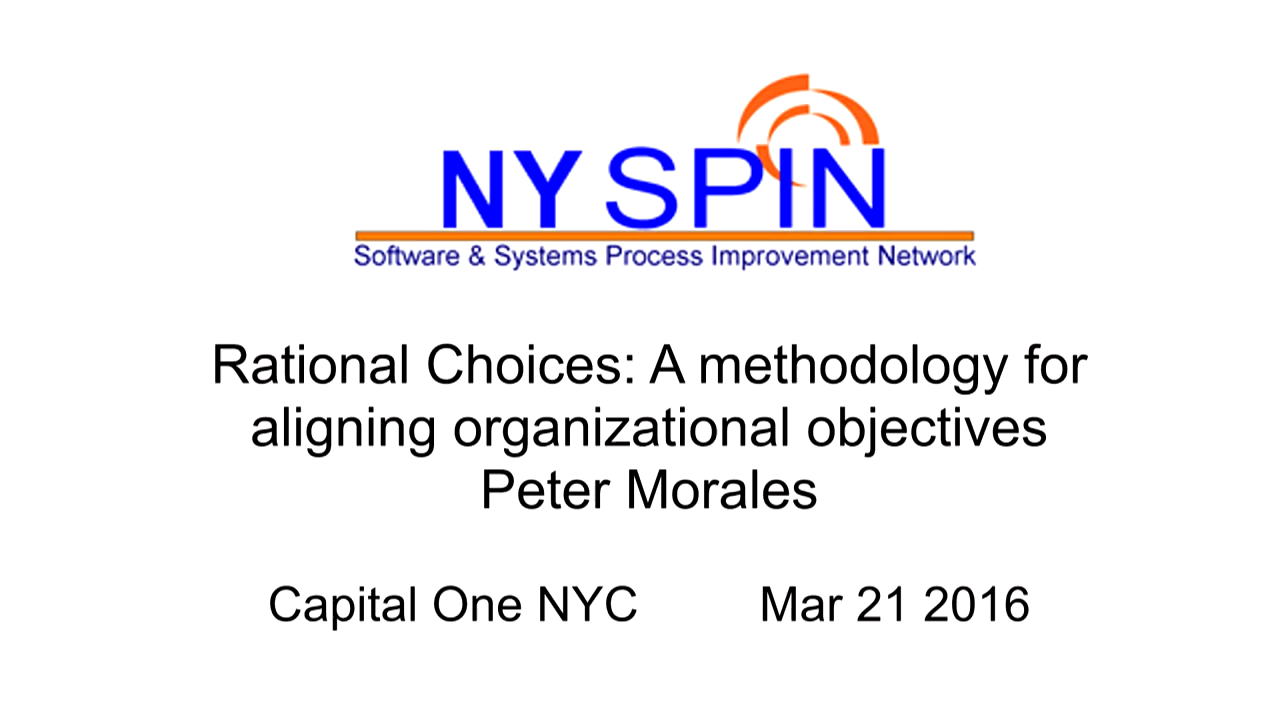 NY SPIN
Software & Systems Process Improvement Network
Rational Choices: A methodology for
aligning organizational objectives
Peter Morales
Capital One NYC Mar 21 2016